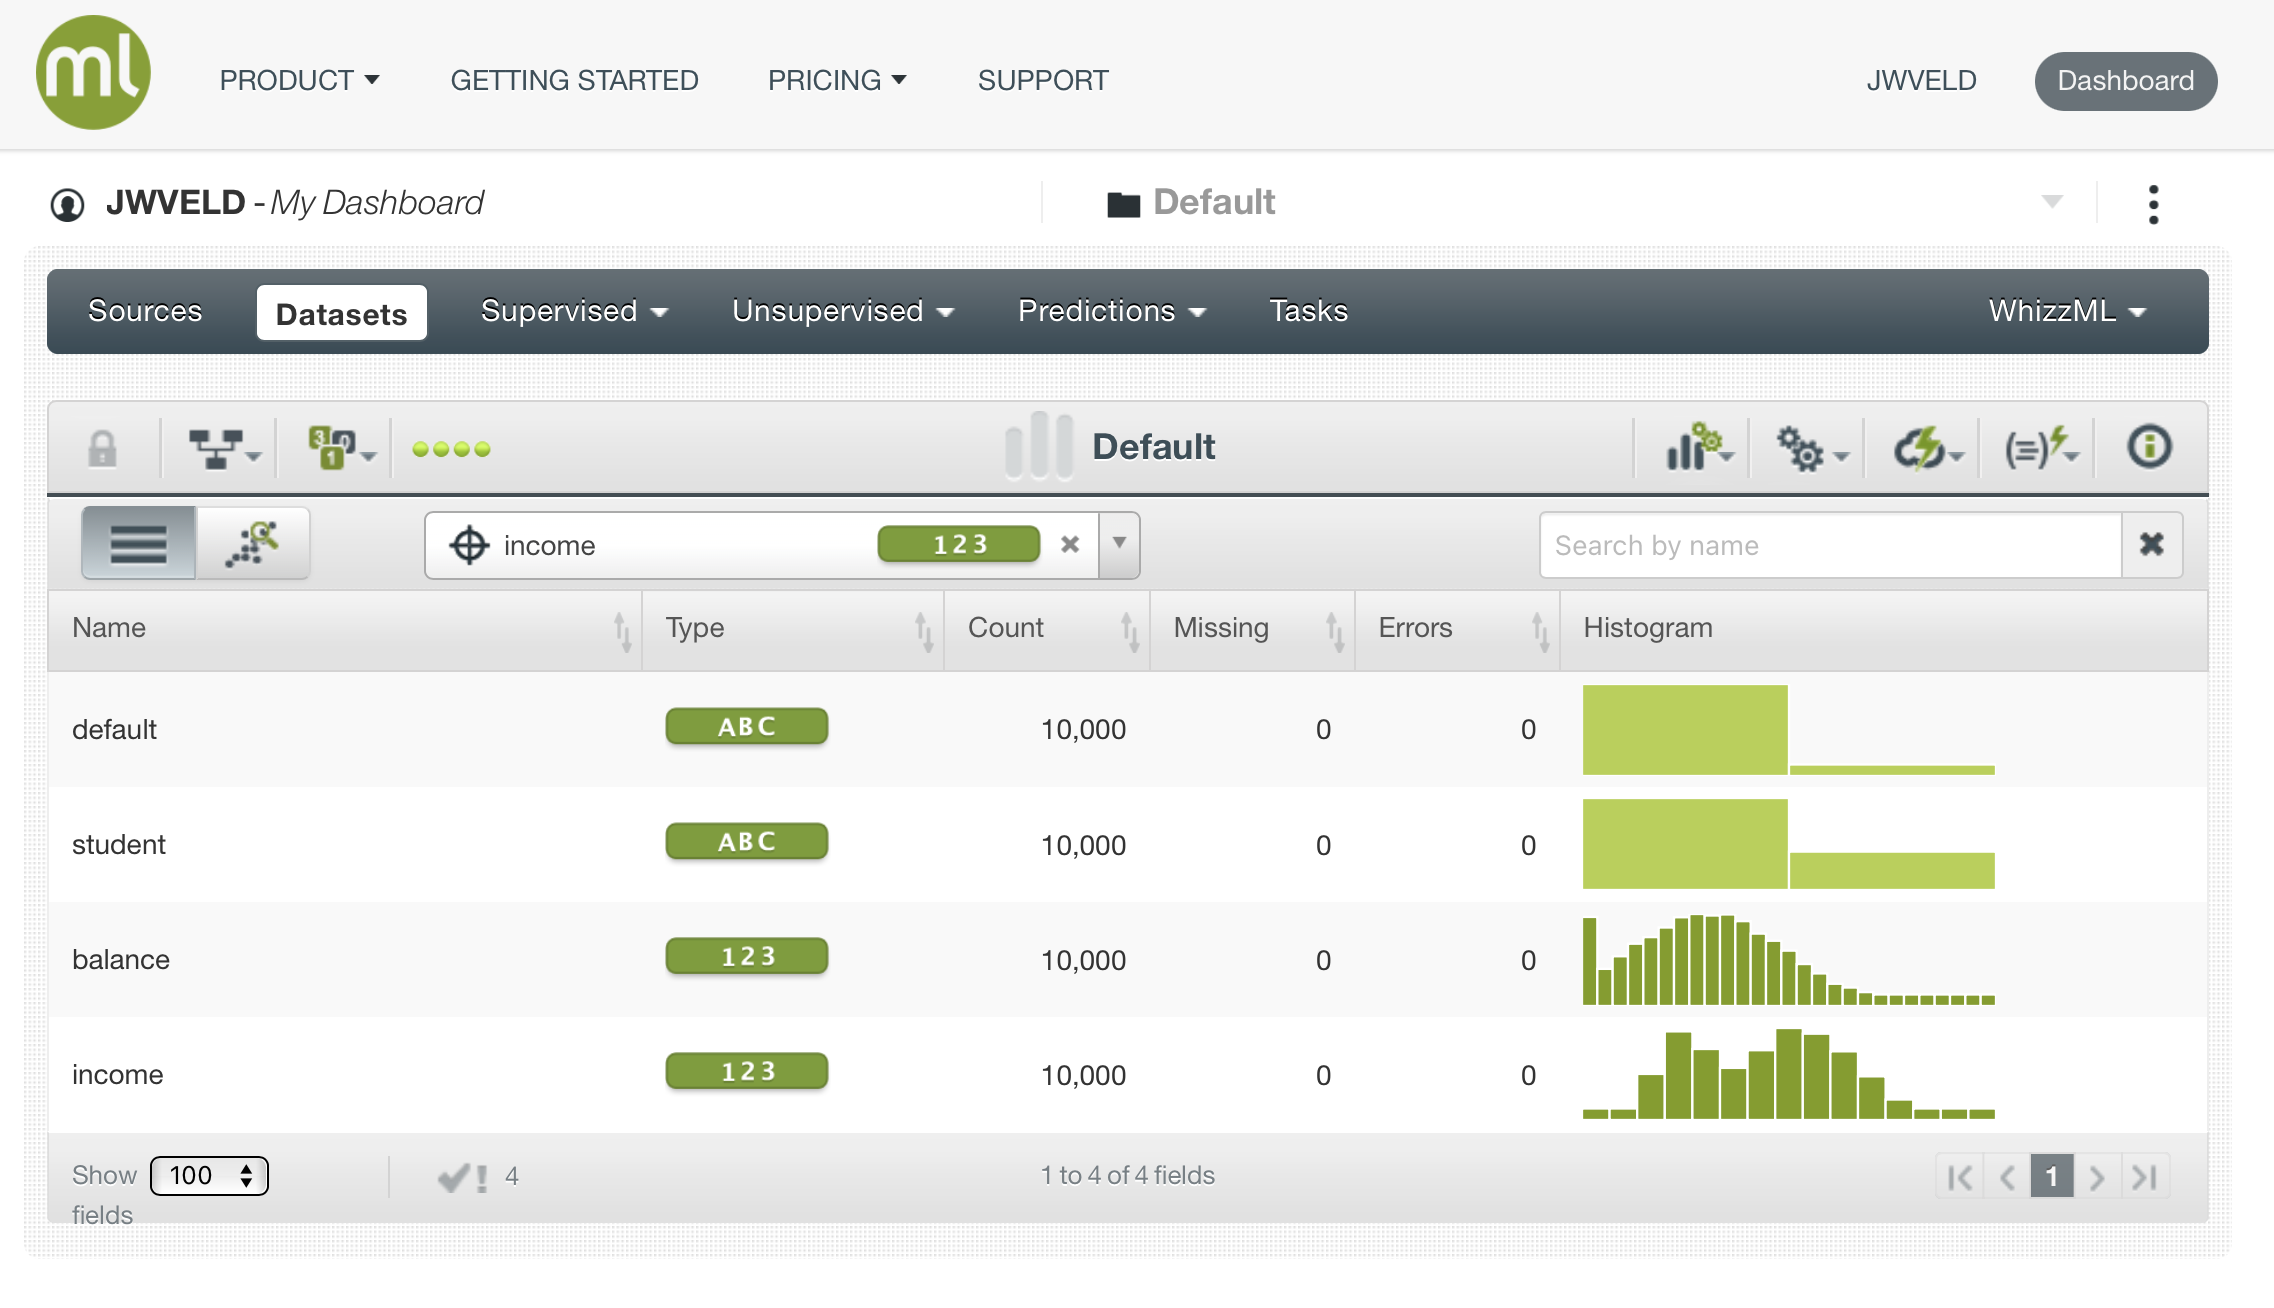 ml
PRODUCT GETTING STARTED PRICING SUPPORT JWVELD Dashboard
JWVELD - My Dashboard Default
Sources Datasets Supervised Unsupervised Predictions Tasks WhizzML
3 0 1 Default (=) i
income 123 Search by name
Name Type Count Missing Errors Histogram
default ABC 10,000 0 0
student ABC 10,000 0 0
balance 123 10,000 0 0
income 123 10,000 0 0
Show 100 4 1 to 4 of 4 fields 1
fields